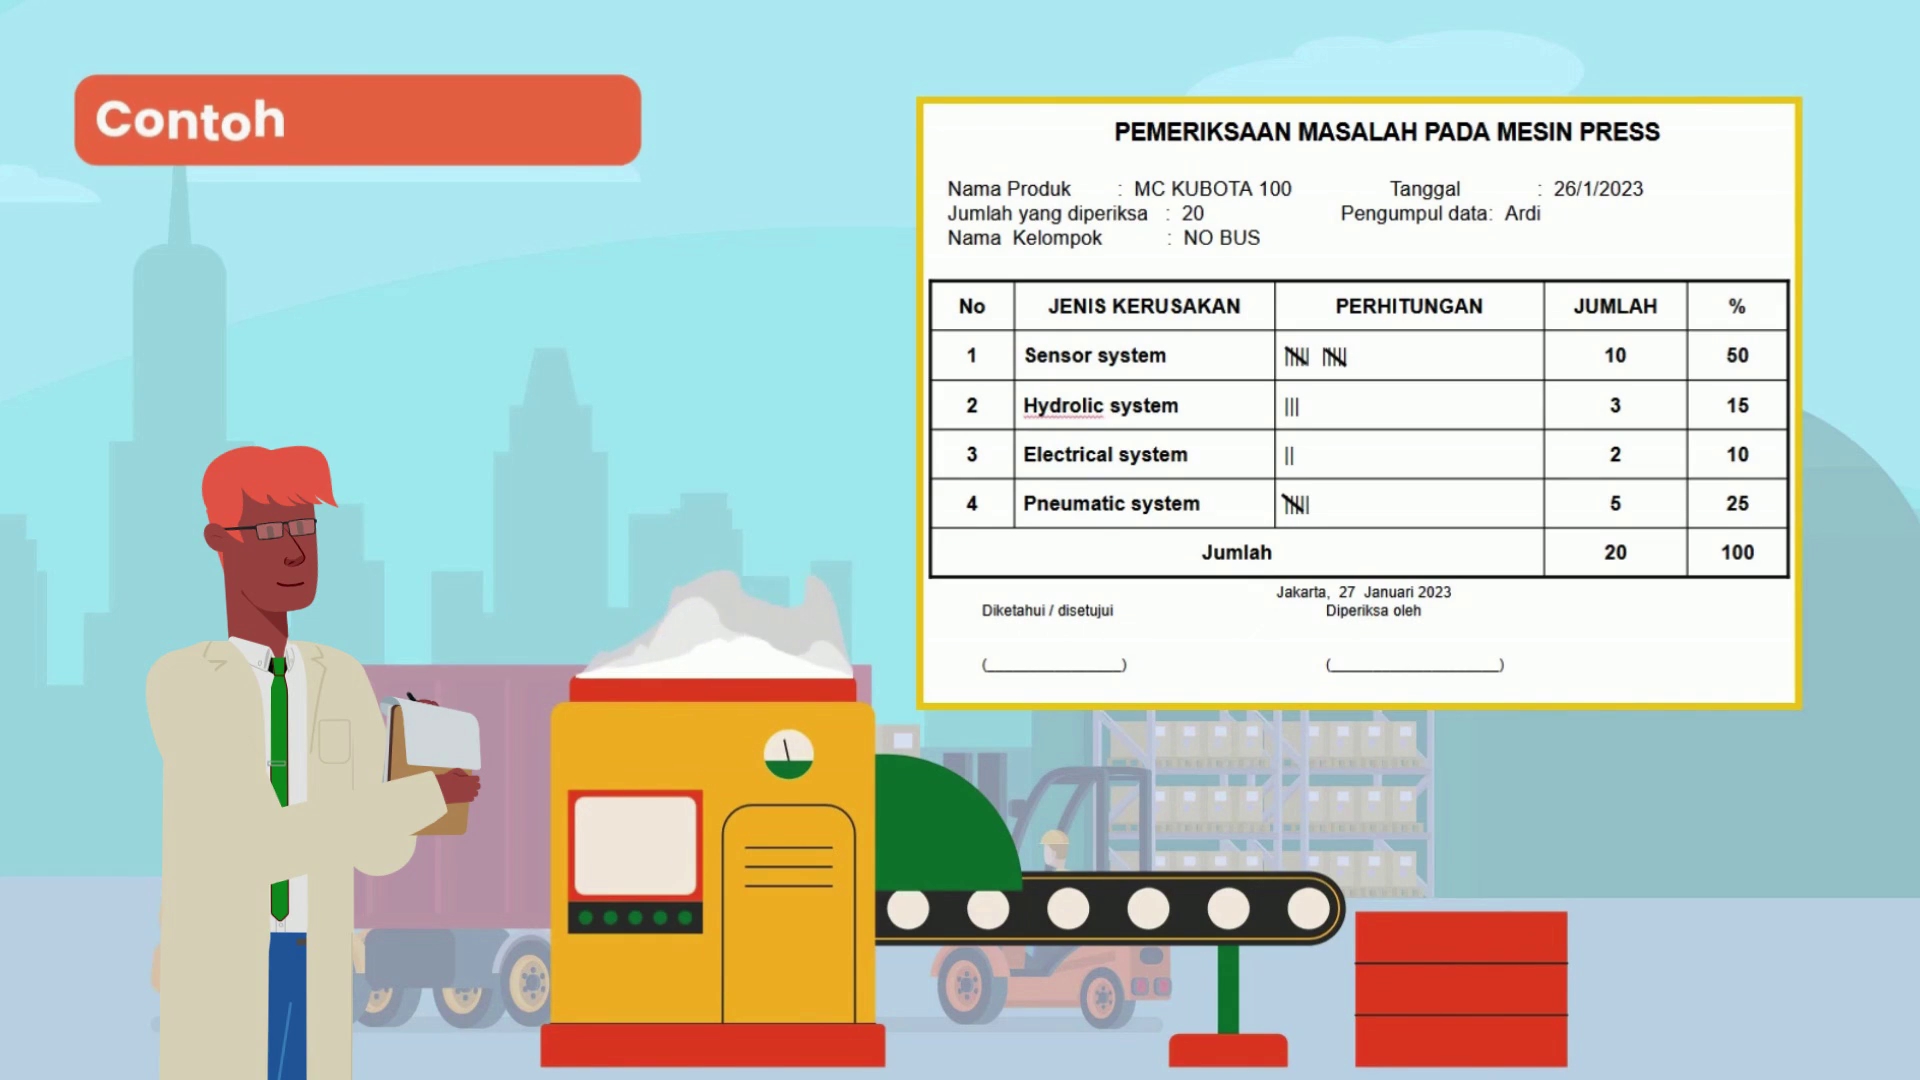 Contoh
PEMERIKSAAN MASALAH PADA MESIN PRESS
Nama Produk : MC KUBOTA 100 Tanggal : 26/1/2023
Jumlah yang diperiksa : 20 Pengumpul data: Ardi
Nama Kelompok : NO BUS
No JENIS KERUSAKAN PERHITUNGAN JUMLAH %
1 Sensor system 10 50
2 Hydrolic system ||| 3 15
3 Electrical system || 2 10
4 Pneumatic system 5 25
Jumlah 20 100
Jakarta, 27 Januari 2023
Diketahui / disetujui Diperiksa oleh
(________________) (____________________)